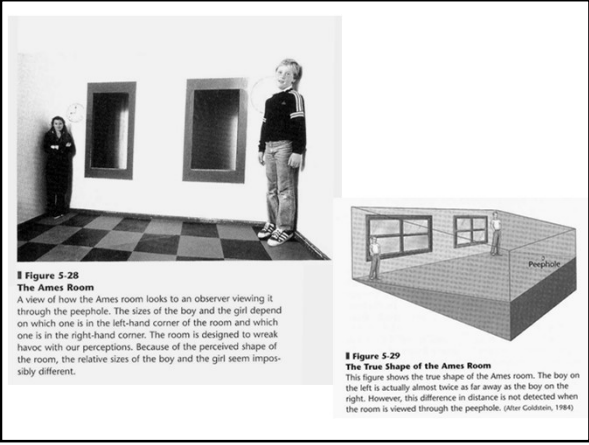 Figure 5-28
The Ames Room
A view of how the Ames room looks to an observer viewing it
through the peephole. The sizes of the boy and the girl depend
on which one is in the left-hand corner of the room and which
one is in the right-hand corner. The room is designed to wreak
havoc with our perceptions. Because of the perceived shape of
the room, the relative sizes of the boy and the girl seem impos-
sibly different.
Peephole
Figure 5-29
The True Shape of the Ames Room
This figure shows the true shape of the Ames room. The boy on
the left is actually almost twice as far away as the boy on the
right. However, this difference in distance is not detected when
the room is viewed through the peephole. (After Goldstein, 1984)